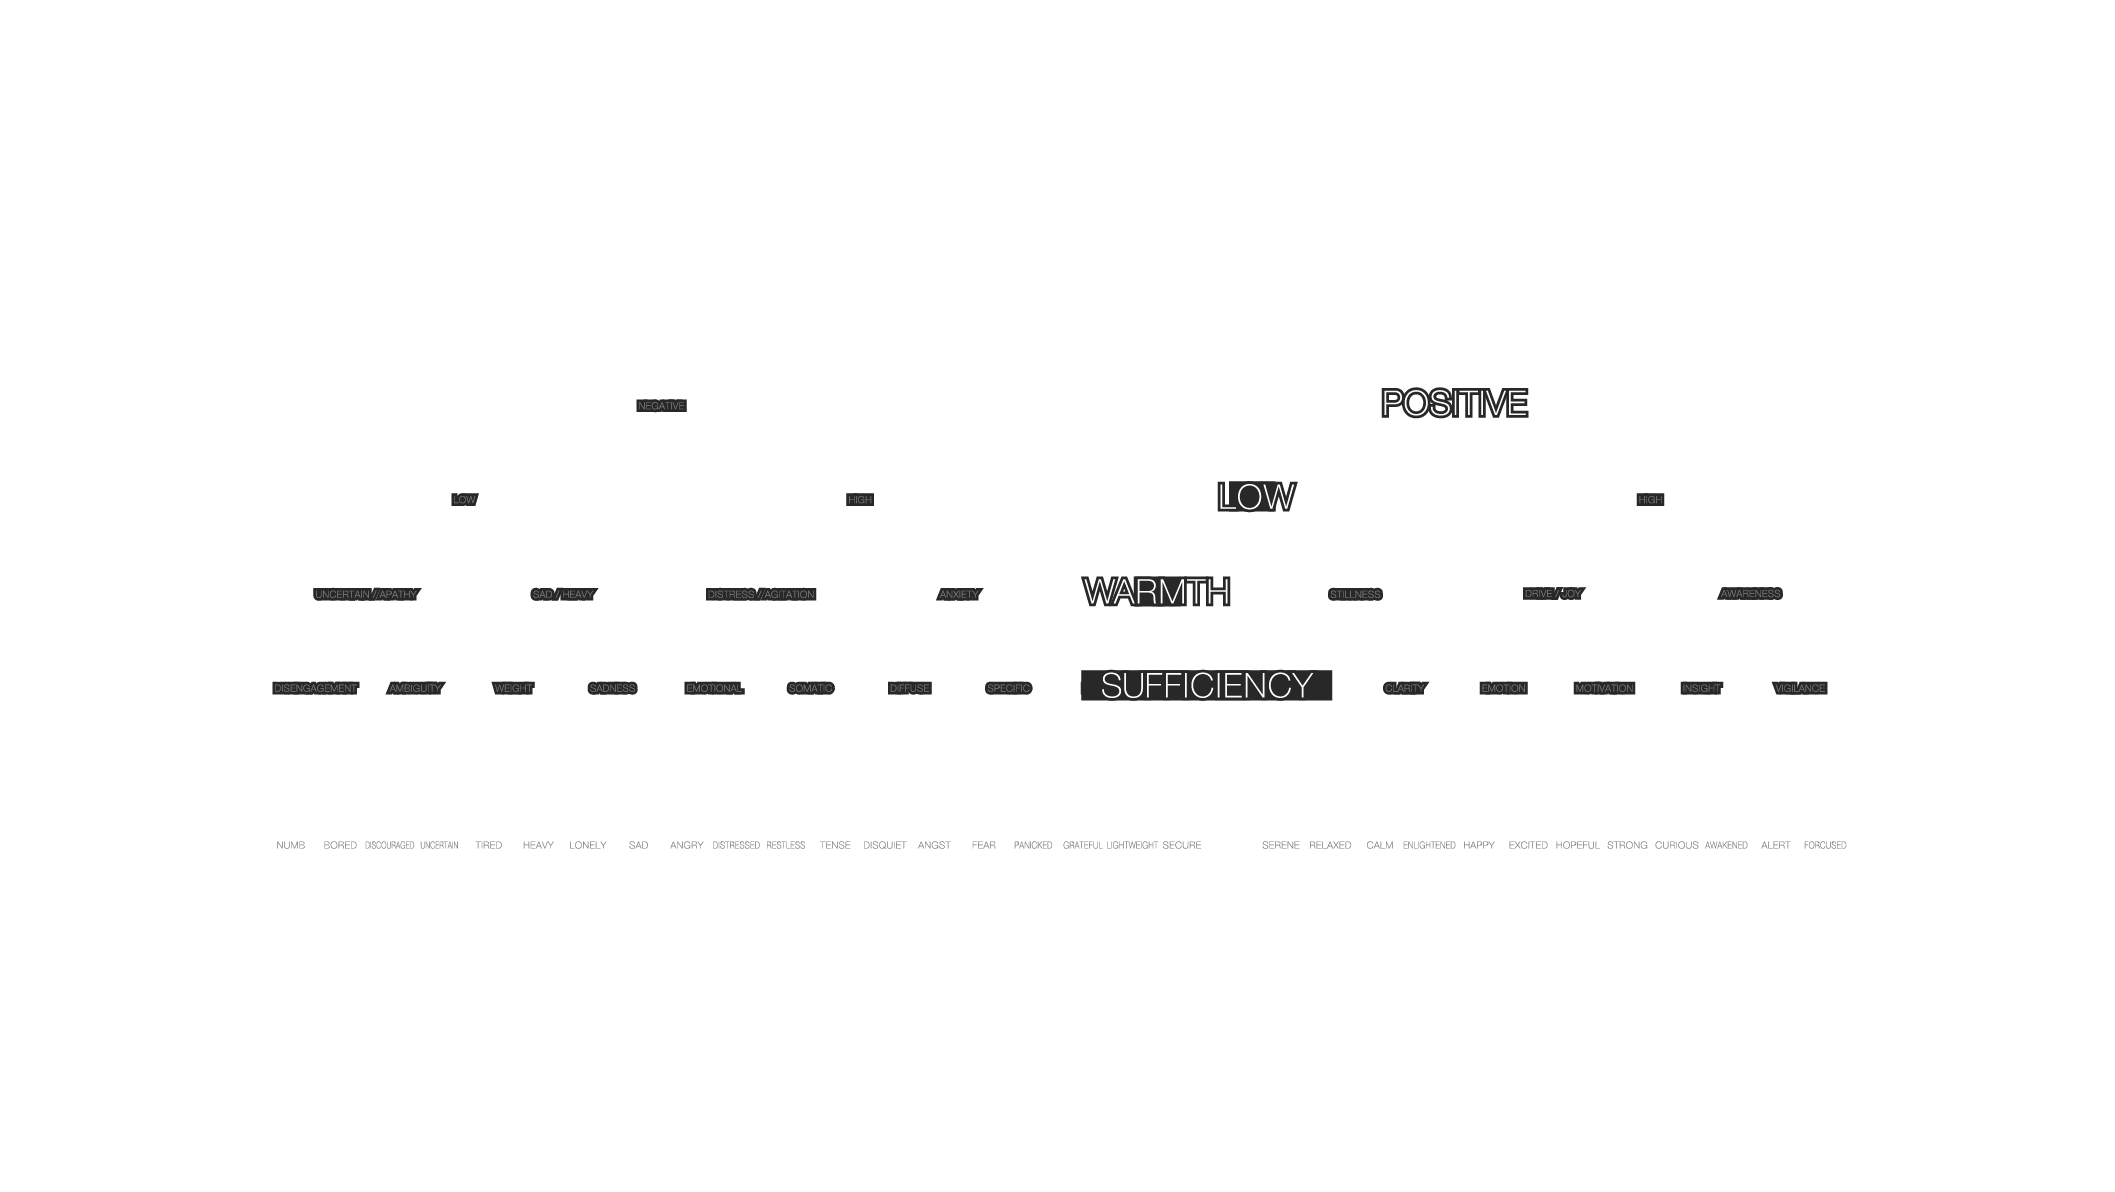 NEGATIVE POSITIVE
LOW HIGH LOW HIGH
UNCERTAIN//APATHY SAD//HEAVY DISTRESS//AGITATION ANXIETY WARMTH STILLNESS DRIVE//JOY AWARENESS
DISENGAGEMENT AMBIGUITY WEIGHT SADNESS EMOTIONAL SOMATIC DIFFUSE SPECIFIC SUFFICIENCY CLARITY EMOTION MOTIVATION INSIGHT VIGILANCE
NUMB BORED DISCOURAGED UNCERTAIN TIRED HEAVY LONELY SAD ANGRY DISTRESSED RESTLESS TENSE DISQUIET ANGST FEAR PANICKED GRATEFUL LIGHTWEIGHT SECURE SERENE RELAXED CALM ENLIGHTENED HAPPY EXCITED HOPEFUL STRONG CURIOUS AWAKENED ALERT FORCUSED